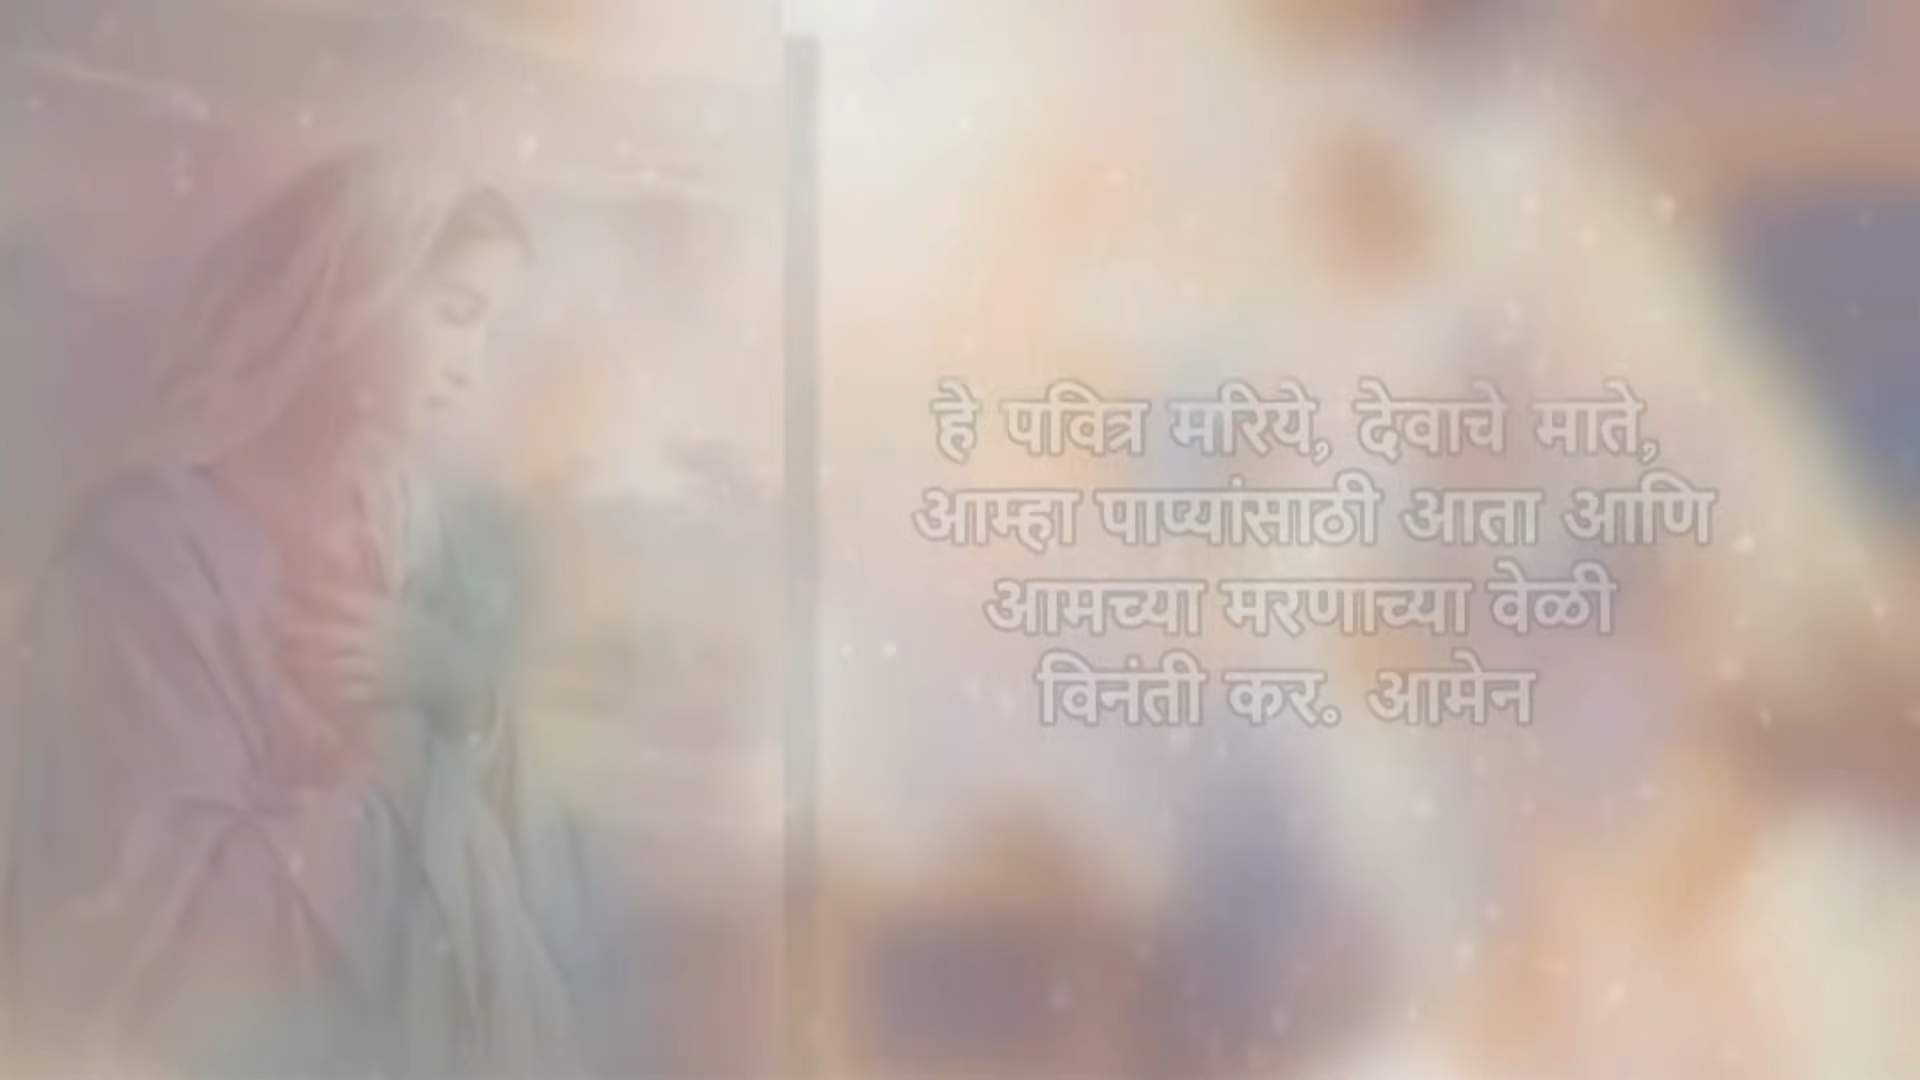 हे पवित्र मरिये, देवाचे माते,
आम्हा पाप्यांसाठी आता आणि
आमच्या मरणाच्या वेळी
विनंती कर. आमेन